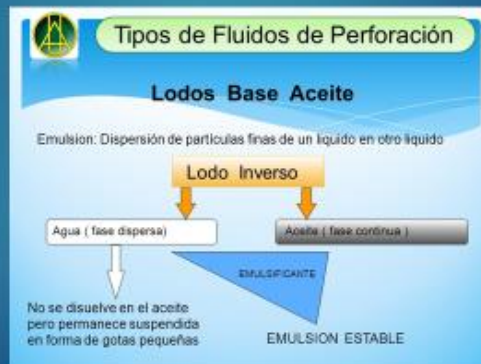 Tipos de Fluidos de Perforación
Lodos Base Aceite
Emulsion: Dispersión de particulas finas de un liquido en otro liquido
Lodo Inverso
Agua ( fase dispersa)
Aceite ( fase continua )
EMULSIFICANTE
No se disuelve en el aceite
pero permanece suspendida
en forma de gotas pequeñas
EMULSION ESTABLE